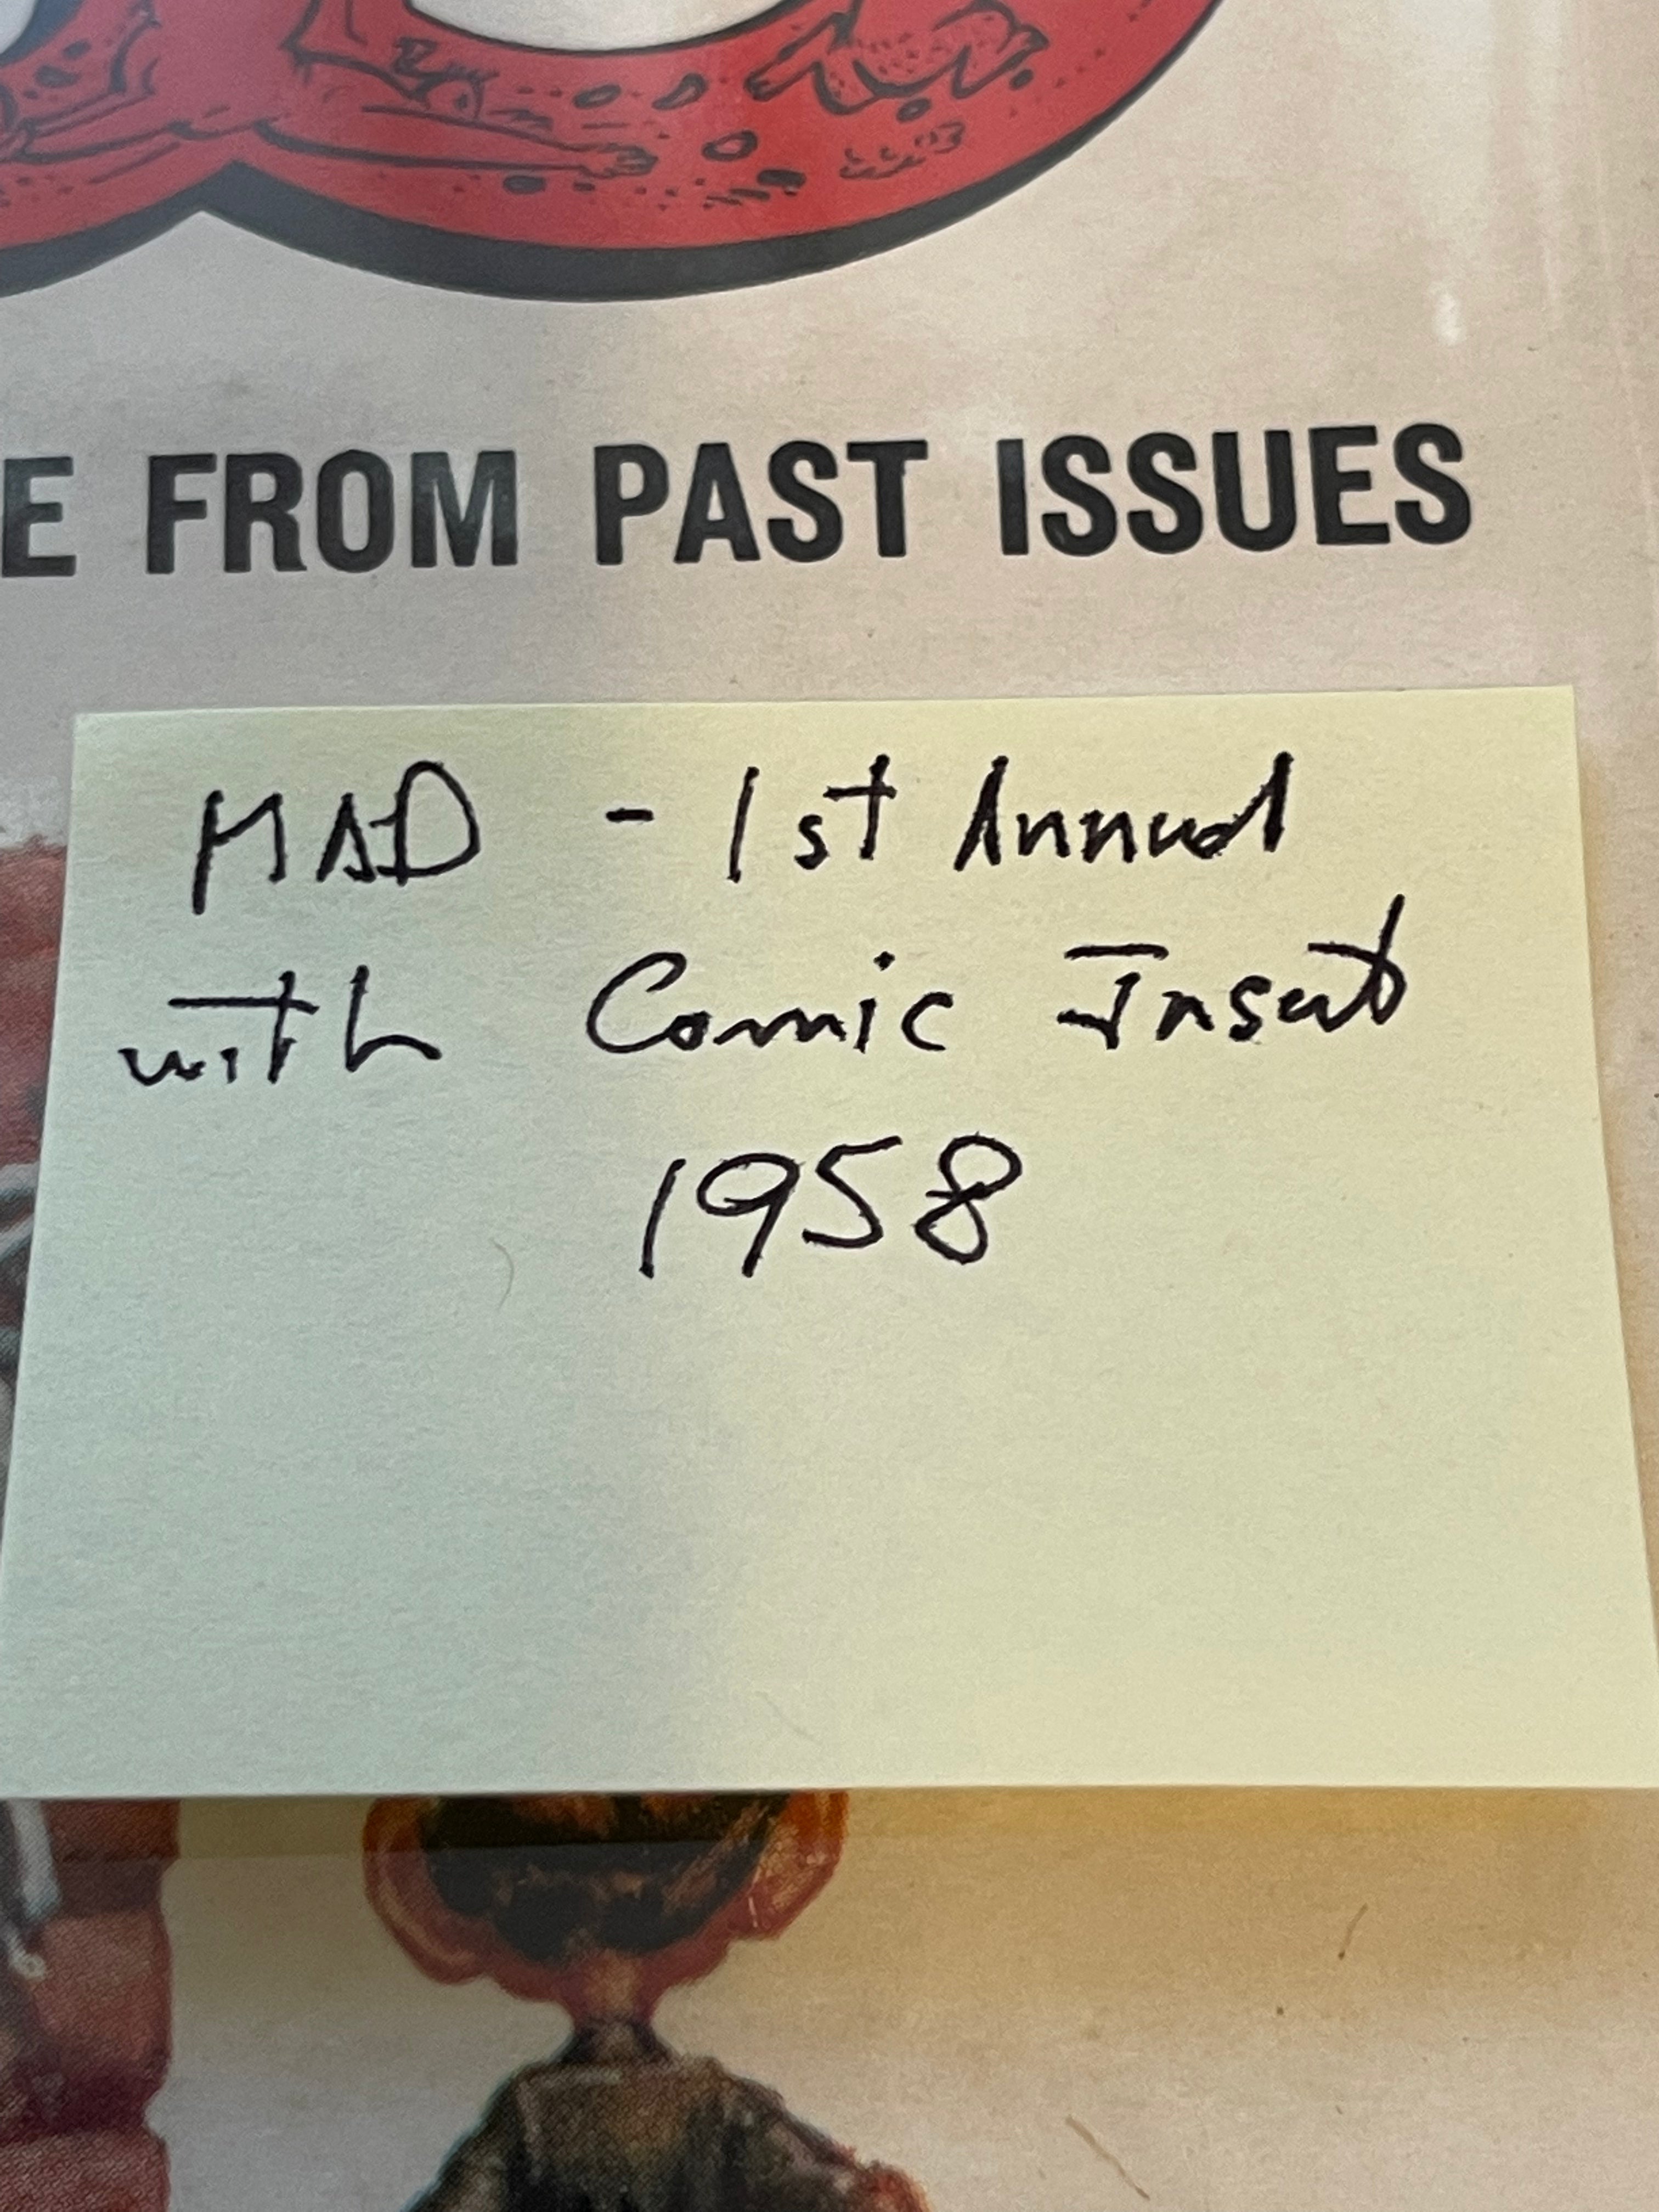 E FROM PAST ISSUES
MAD - 1st Annual
with Comic Insert
1958